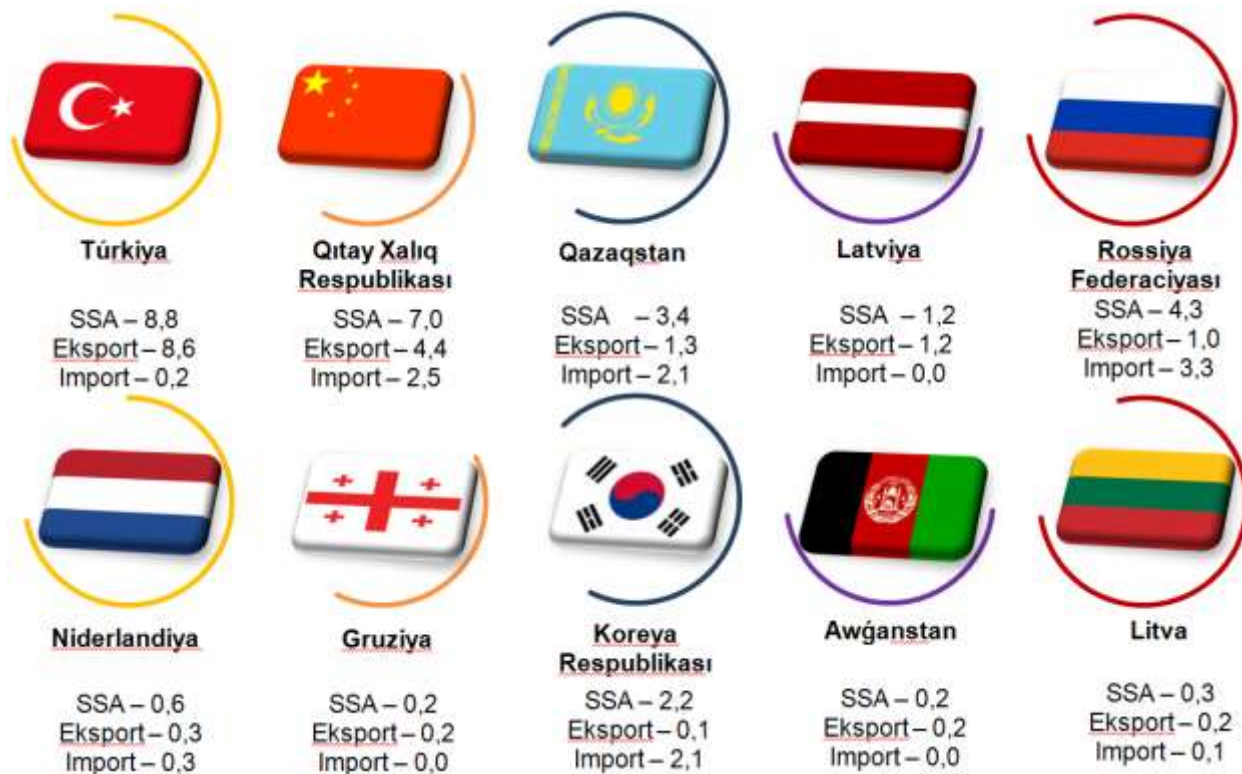 Túrkiya
SSA – 8,8
Eksport – 8,6
Import – 0,2
Qıtay Xalıq
Respublikası
SSA – 7,0
Eksport – 4,4
Import – 2,5
Qazaqstan
SSA – 3,4
Eksport – 1,3
Import – 2,1
Latviya
SSA – 1,2
Eksport – 1,2
Import – 0,0
Rossiya
Federaciyası
SSA – 4,3
Eksport – 1,0
Import – 3,3
Niderlandiya
SSA – 0,6
Eksport – 0,3
Import – 0,3
Gruziya
SSA – 0,2
Eksport – 0,2
Import – 0,0
Koreya
Respublikası
SSA – 2,2
Eksport – 0,1
Import – 2,1
Awǵanstan
SSA – 0,2
Eksport – 0,2
Import – 0,0
Litva
SSA – 0,3
Eksport – 0,2
Import – 0,1